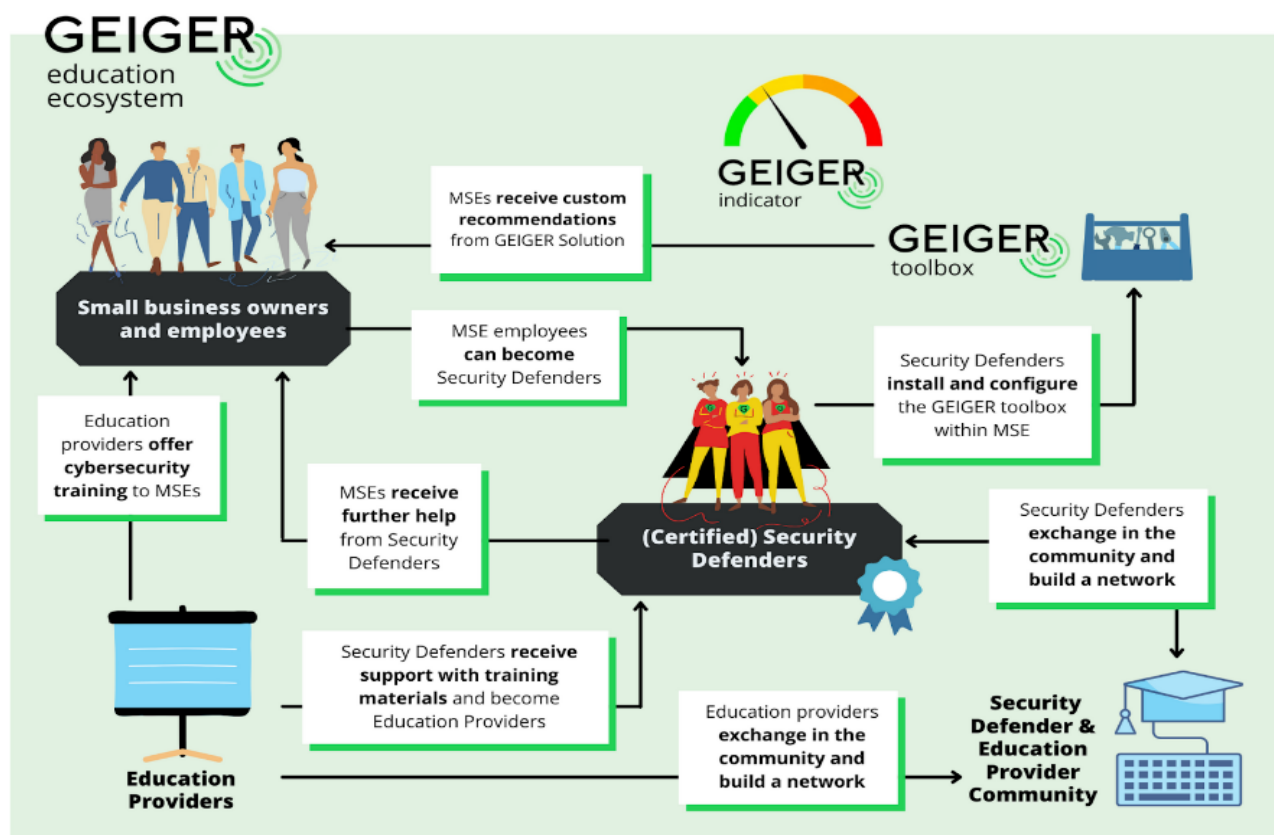 GEIGER
education
ecosystem
GEIGER
indicator
MSEs receive custom
recommendations
from GEIGER Solution
GEIGER
toolbox
Small business owners
and employees
MSE employees
can become
Security Defenders
Security Defenders
install and configure
the GEIGER toolbox
within MSE
Education
providers offer
cybersecurity
training to MSEs
MSEs receive
further help
from Security
Defenders
(Certified) Security
Defenders
Security Defenders
exchange in the
community and
build a network
Security Defenders receive
support with training
materials and become
Education Providers
Education providers
exchange in the
community and
build a network
Security
Defender &
Education
Provider
Community
Education
Providers